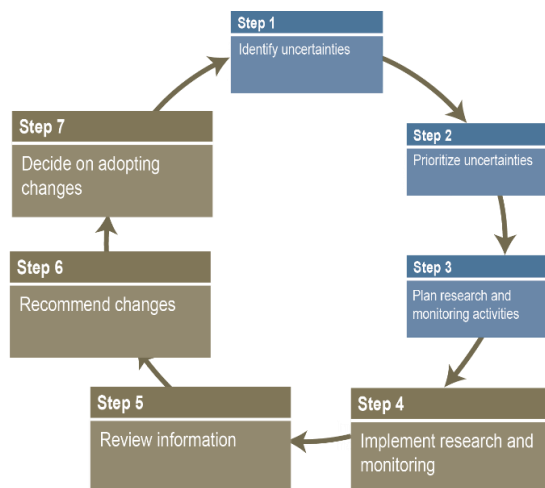 Step 1
Identify uncertainties
Step 2
Prioritize uncertainties
Step 3
Plan research and
monitoring activities
Step 4
Implement research and
monitoring
Step 5
Review information
Step 6
Recommend changes
Step 7
Decide on adopting
changes